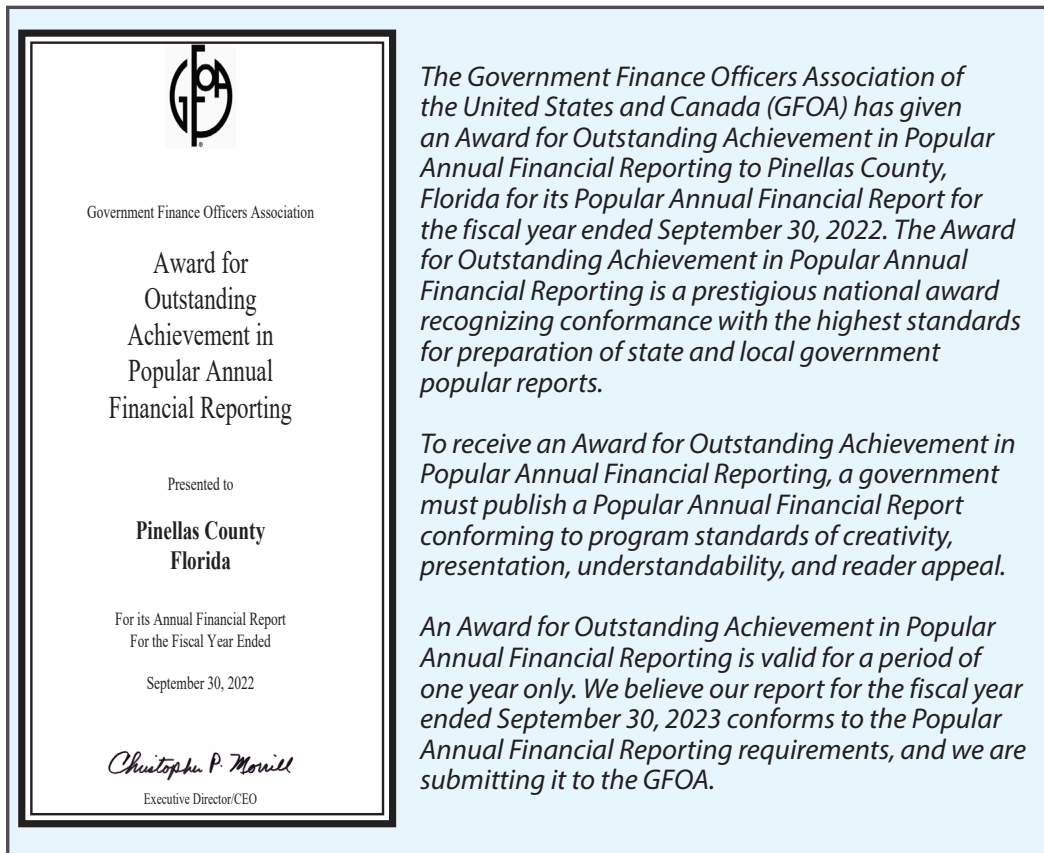 GFOA
®
Government Finance Officers Association
Award for
Outstanding
Achievement in
Popular Annual
Financial Reporting
Presented to
Pinellas County
Florida
For its Annual Financial Report
For the Fiscal Year Ended
September 30, 2022
Christopher P. Morrill
Executive Director/CEO
The Government Finance Officers Association of
the United States and Canada (GFOA) has given
an Award for Outstanding Achievement in Popular
Annual Financial Reporting to Pinellas County,
Florida for its Popular Annual Financial Report for
the fiscal year ended September 30, 2022. The Award
for Outstanding Achievement in Popular Annual
Financial Reporting is a prestigious national award
recognizing conformance with the highest standards
for preparation of state and local government
popular reports.
To receive an Award for Outstanding Achievement in
Popular Annual Financial Reporting, a government
must publish a Popular Annual Financial Report
conforming to program standards of creativity,
presentation, understandability, and reader appeal.
An Award for Outstanding Achievement in Popular
Annual Financial Reporting is valid for a period of
one year only. We believe our report for the fiscal year
ended September 30, 2023 conforms to the Popular
Annual Financial Reporting requirements, and we are
submitting it to the GFOA.